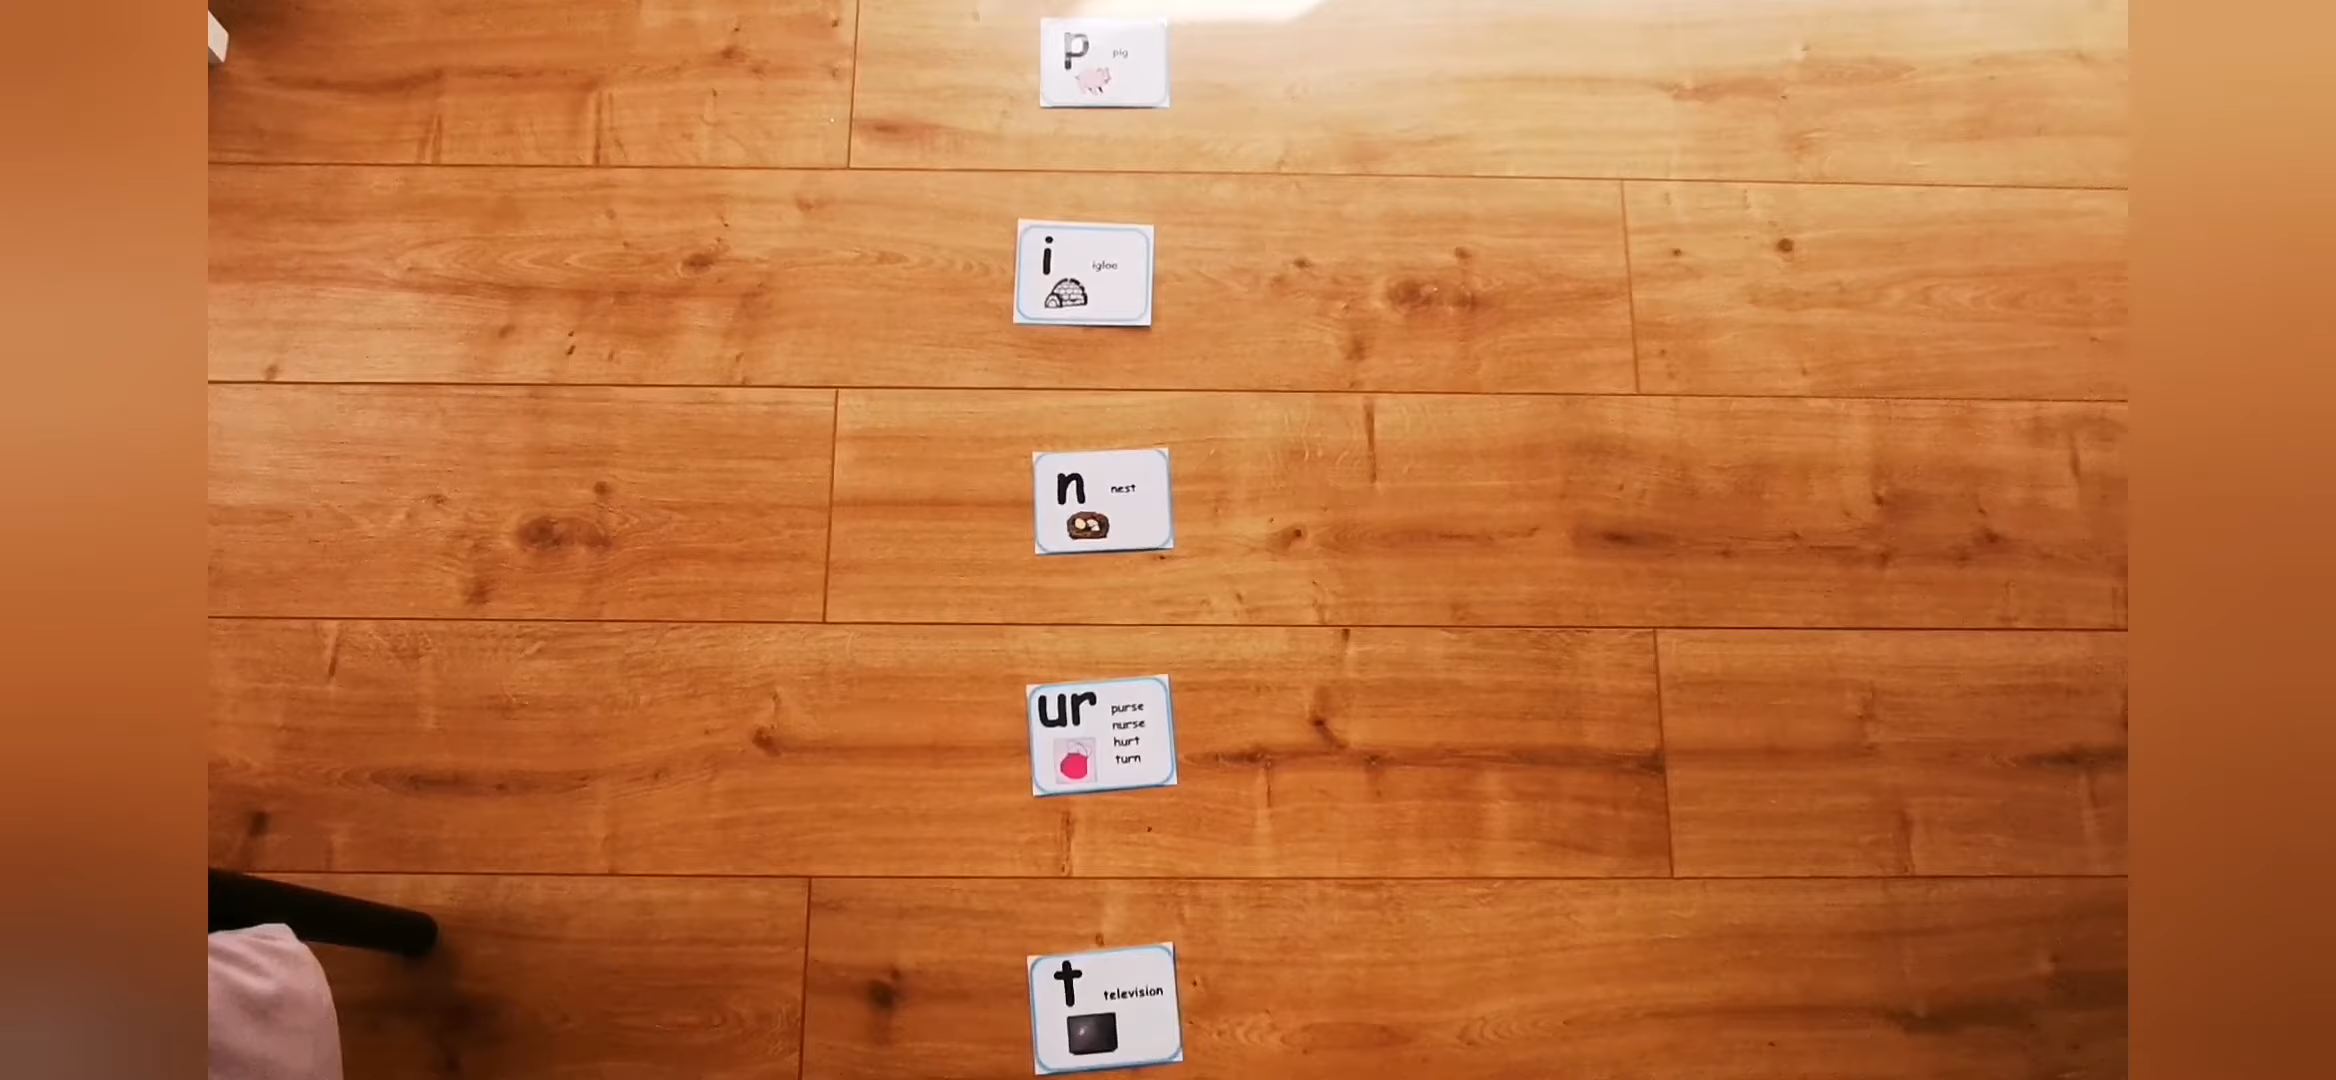 p pig
i igloo
n nest
ur purse
nurse
hurt
turn
t television